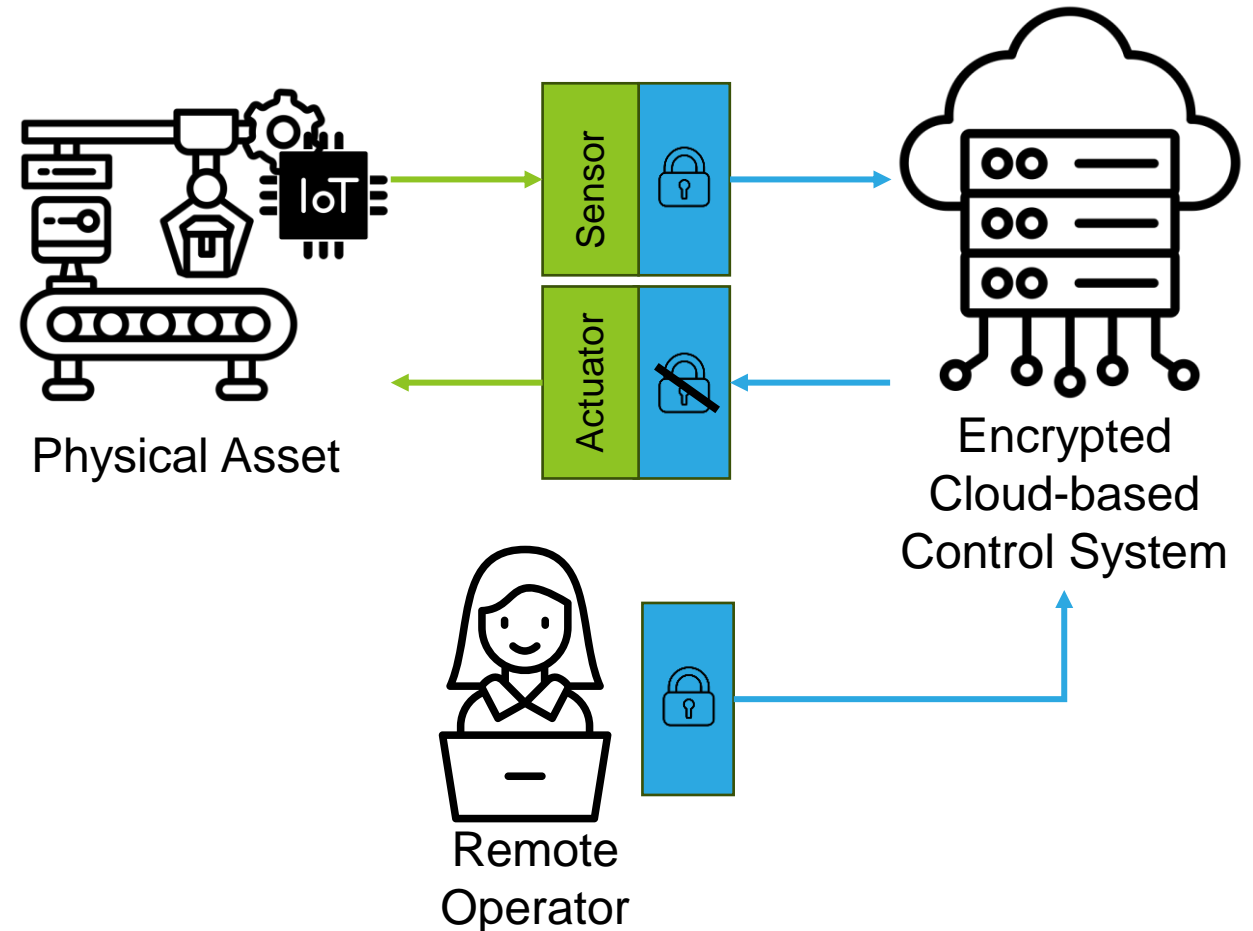 IoT
Sensor
Actuator
Physical Asset
Encrypted
Cloud-based
Control System
Remote
Operator